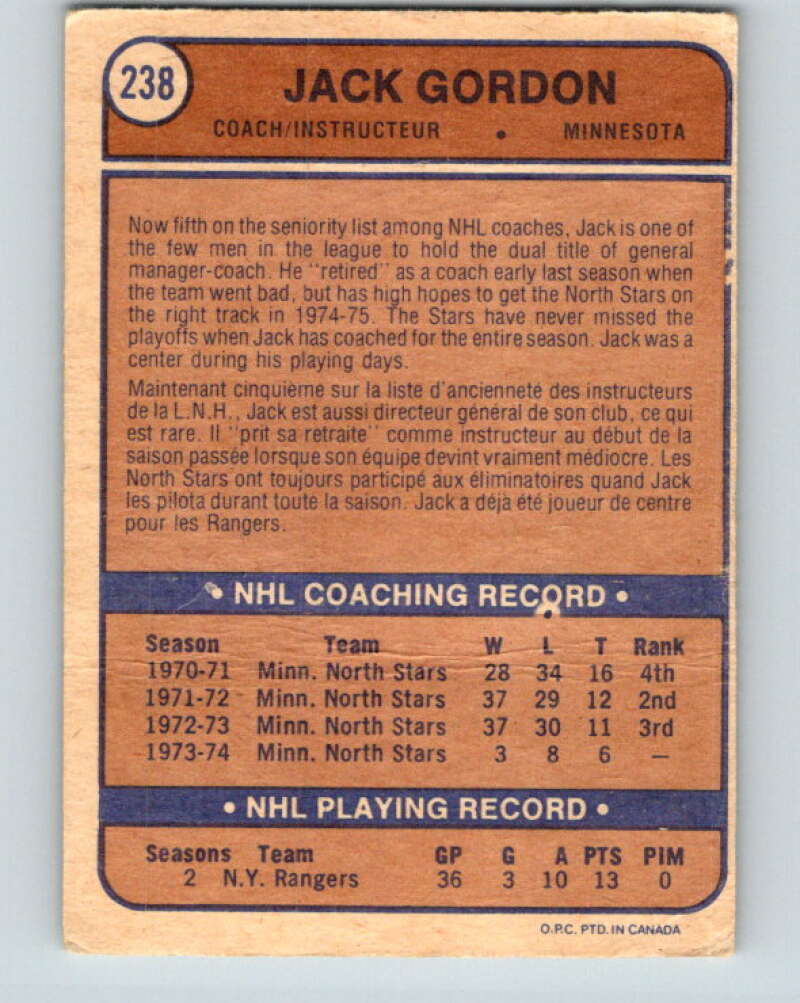 238
JACK GORDON
COACH/INSTRUCTEUR • MINNESOTA
Now fifth on the seniority list among NHL coaches, Jack is one of
the few men in the league to hold the dual title of general
manager-coach. He "retired" as a coach early last season when
the team went bad, but has high hopes to get the North Stars on
the right track in 1974-75. The Stars have never missed the
playoffs when Jack has coached for the entire season. Jack was a
center during his playing days.
Maintenant cinquième sur la liste d'ancienneté des instructeurs
de la L.N.H., Jack est aussi directeur général de son club, ce qui
est rare. Il "prit sa retraite" comme instructeur au début de la
saison passée lorsque son équipe devint vraiment médiocre. Les
North Stars ont toujours participé aux éliminatoires quand Jack
les pilota durant toute la saison. Jack a déjà été joueur de centre
pour les Rangers.
• NHL COACHING RECORD •
Season Team W L T Rank
1970-71 Minn. North Stars 28 34 16 4th
1971-72 Minn. North Stars 37 29 12 2nd
1972-73 Minn. North Stars 37 30 11 3rd
1973-74 Minn. North Stars 3 8 6 —
• NHL PLAYING RECORD •
Seasons Team GP G A PTS PIM
2 N.Y. Rangers 36 3 10 13 0
O.P.C. PTD. IN CANADA